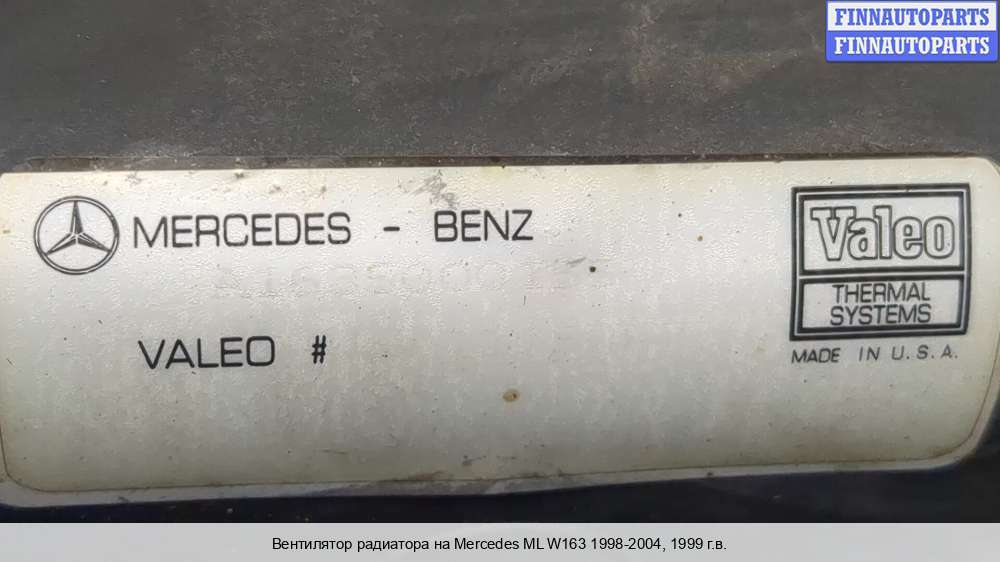 FINNAUTOPARTS
FINNAUTOPARTS
MERCEDES - BENZ
VALEO #
Valeo
THERMAL
SYSTEMS
MADE IN U.S.A.
Вентилятор радиатора на Mercedes ML W163 1998-2004, 1999 г.в.